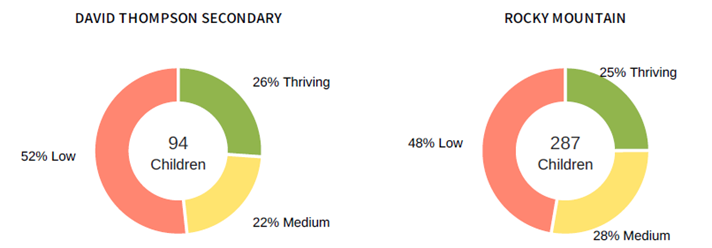 DAVID THOMPSON SECONDARY
26% Thriving
94
Children
52% Low
22% Medium
ROCKY MOUNTAIN
25% Thriving
287
Children
48% Low
28% Medium